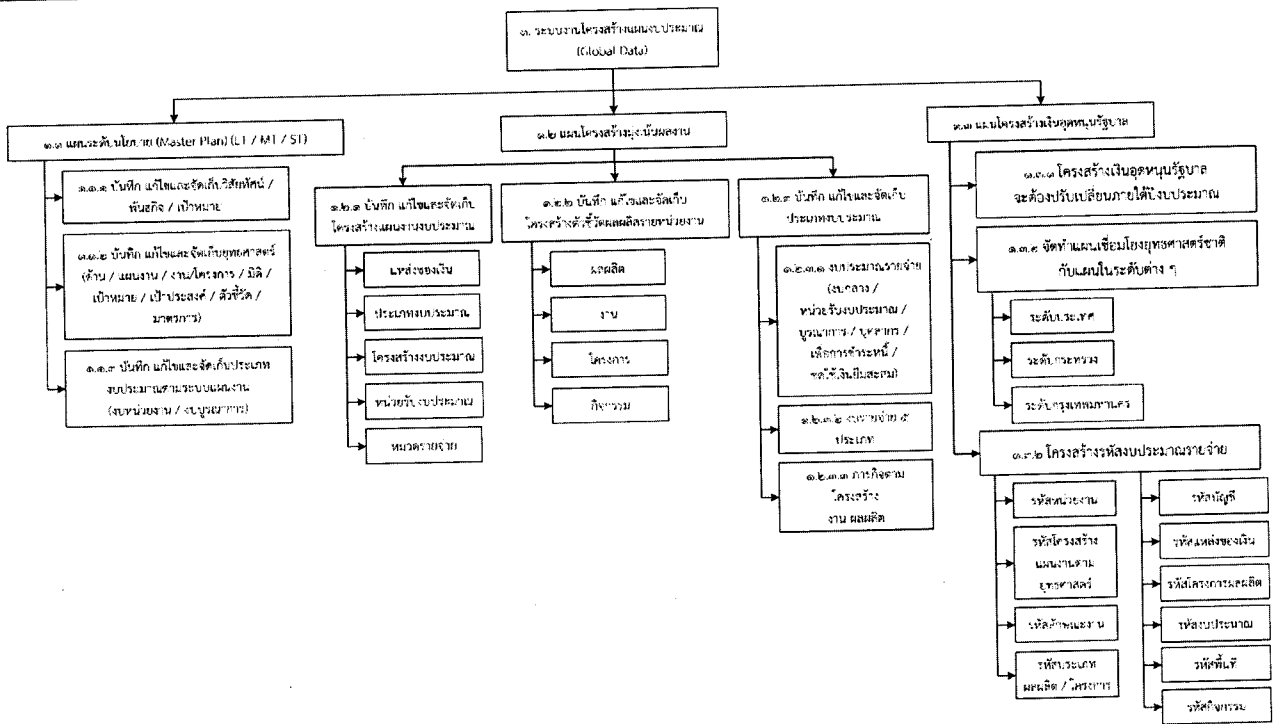 ๑. ระบบงานโครงสร้างแผนงบประมาณ
(Global Data)
๑.๑ แผนระดับนโยบาย (Master Plan) (LT / MT / ST)
๑.๑.๑ บันทึก แก้ไขและจัดเก็บวิสัยทัศน์ /
พันธกิจ / เป้าหมาย
๑.๑.๒ บันทึก แก้ไขและจัดเก็บยุทธศาสตร์
(ด้าน / แผนงาน / งาน/โครงการ / มิติ /
เป้าหมาย / เป้าประสงค์ / ตัวชี้วัด /
มาตรการ)
๑.๑.๓ บันทึก แก้ไขและจัดเก็บประเภท
งบประมาณตามระบบแผนงาน
(งบหน่วยงาน / งบบูรณาการ)
๑.๒ แผนโครงสร้างมุ่งเน้นผลงาน
๑.๒.๑ บันทึก แก้ไขและจัดเก็บ
โครงสร้างแผนงานงบประมาณ
แหล่งของเงิน
ประเภทงบประมาณ
โครงสร้างงบประมาณ
หน่วยรับงบประมาณ
หมวดรายจ่าย
๑.๒.๒ บันทึก แก้ไขและจัดเก็บ
โครงสร้างตัวชี้วัดผลผลิตรายหน่วยงาน
ผลผลิต
งาน
โครงการ
กิจกรรม
๑.๒.๓ บันทึก แก้ไขและจัดเก็บ
ประเภทงบประมาณ
๑.๒.๓.๑ งบประมาณรายจ่าย
(งบกลาง /
หน่วยรับงบประมาณ /
บูรณาการ / บุคลากร /
เพื่อการชำระหนี้ /
ชดใช้เงินยืมสะสม)
๑.๒.๓.๒ งบรายจ่าย ๕
ประเภท
๑.๒.๓.๓ ภารกิจตาม
โครงสร้าง
งาน ผลผลิต
๑.๓ แผนโครงสร้างเงินอุดหนุนรัฐบาล
๑.๓.๑ โครงสร้างเงินอุดหนุนรัฐบาล
จะต้องปรับเปลี่ยนภายใต้ปีงบประมาณ
๑.๓.๑ จัดทำแผนเชื่อมโยงยุทธศาสตร์ชาติ
กับแผนในระดับต่าง ๆ
ระดับประเทศ
ระดับกระทรวง
ระดับกรุงเทพมหานคร
๑.๓.๒ โครงสร้างรหัสงบประมาณรายจ่าย
รหัสหน่วยงาน
รหัสโครงสร้าง
แผนงานตาม
ยุทธศาสตร์
รหัสลักษณะงาน
รหัสประเภท
ผลผลิต / โครงการ
รหัสบัญชี
รหัสแหล่งของเงิน
รหัสโครงการผลผลิต
รหัสงบประมาณ
รหัสพื้นที่
รหัสกิจกรรม